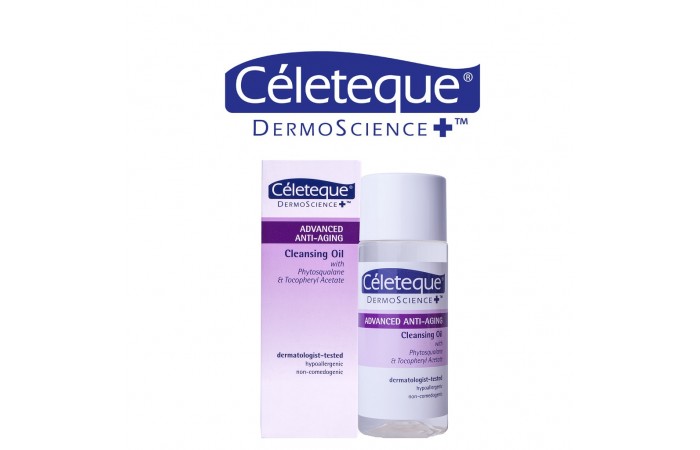 Céleteque®
DERMOSCIENCE+™
Céleteque®
DERMOSCIENCE+™
ADVANCED
ANTI-AGING
Cleansing Oil
with
Phytosqualane
& Tocopheryl Acetate
dermatologist-tested
hypoallergenic
non-comedogenic
Céleteque®
DERMOSCIENCE+™
ADVANCED ANTI-AGING
Cleansing Oil
with
Phytosqualane
& Tocopheryl Acetate
dermatologist-tested
hypoallergenic
non-comedogenic